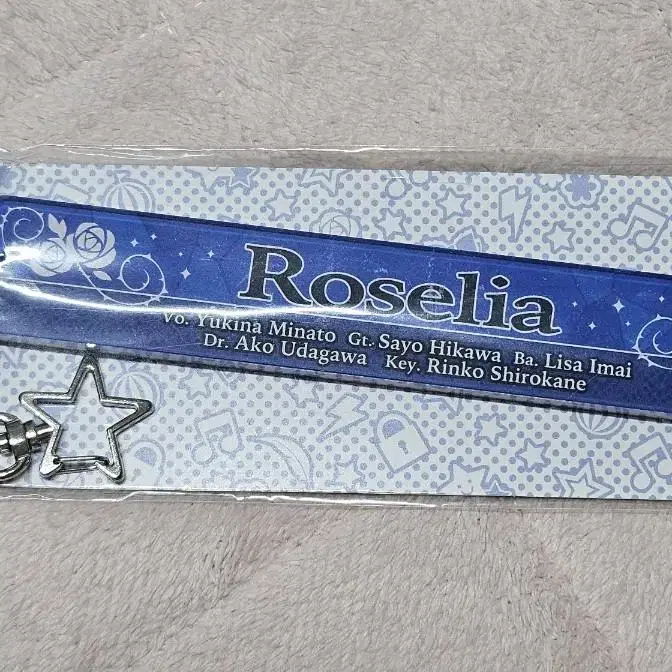 Roselia
Vo. Yukina Minato Gt. Sayo Hikawa Ba. Lisa Imai
Dr. Ako Udagawa Key. Rinko Shirokane